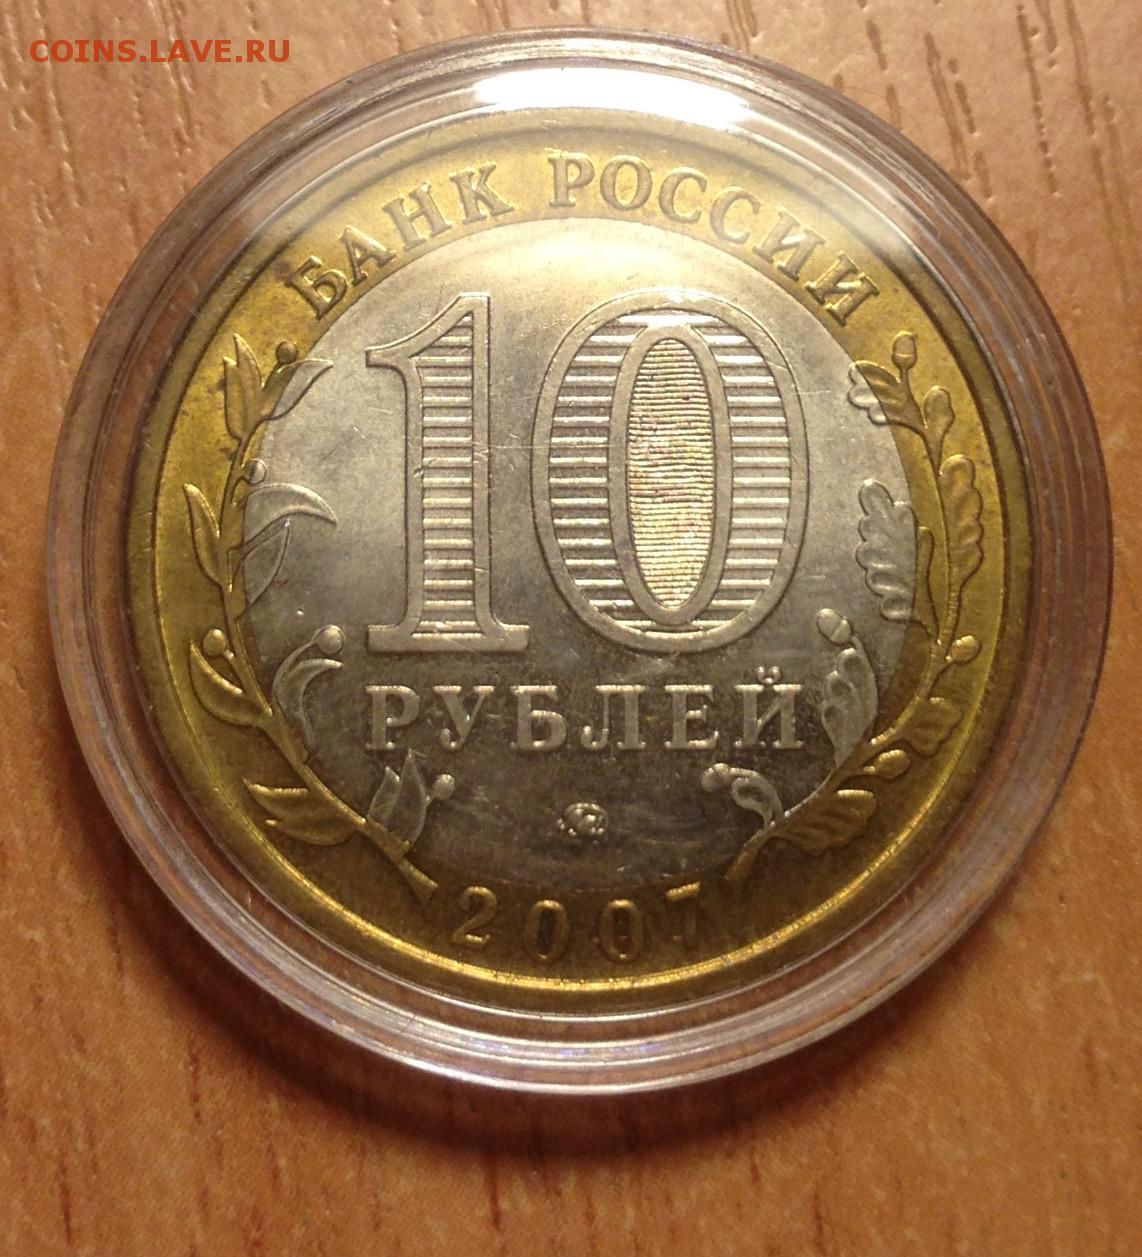 COINS.LAVE.RU
БАНК РОССИИ
10
РУБЛЕЙ
2007